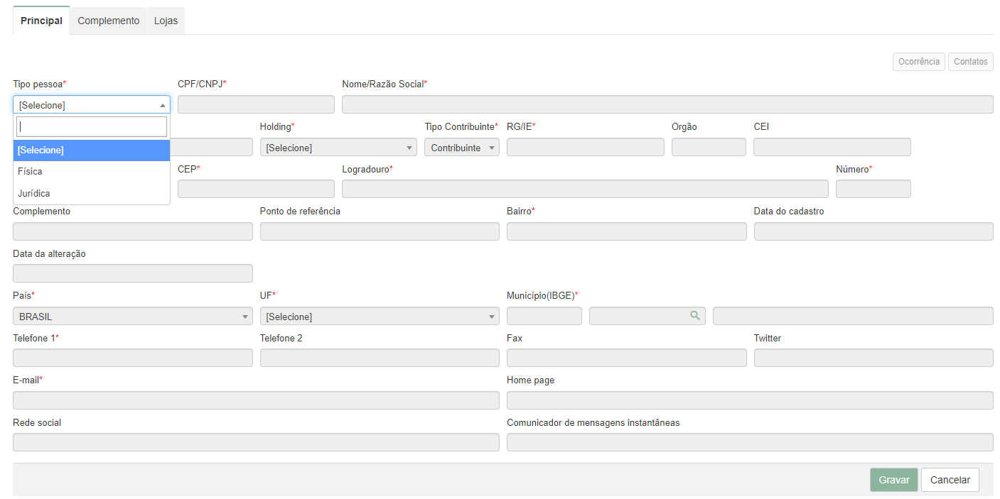 Principal Complemento Lojas
Ocorrência Contatos
Tipo pessoa* CPF/CNPJ* Nome/Razão Social*
[Selecione]
Holding* Tipo Contribuinte* RG/IE* Orgão CEI
[Selecione] Contribuinte
[Selecione]
CEP* Logradouro* Número*
Física
Jurídica
Complemento Ponto de referência Bairro* Data do cadastro
Data da alteração
País* UF* Município(IBGE)*
BRASIL [Selecione]
Telefone 1* Telefone 2 Fax Twitter
E-mail* Home page
Rede social Comunicador de mensagens instantâneas
Gravar Cancelar